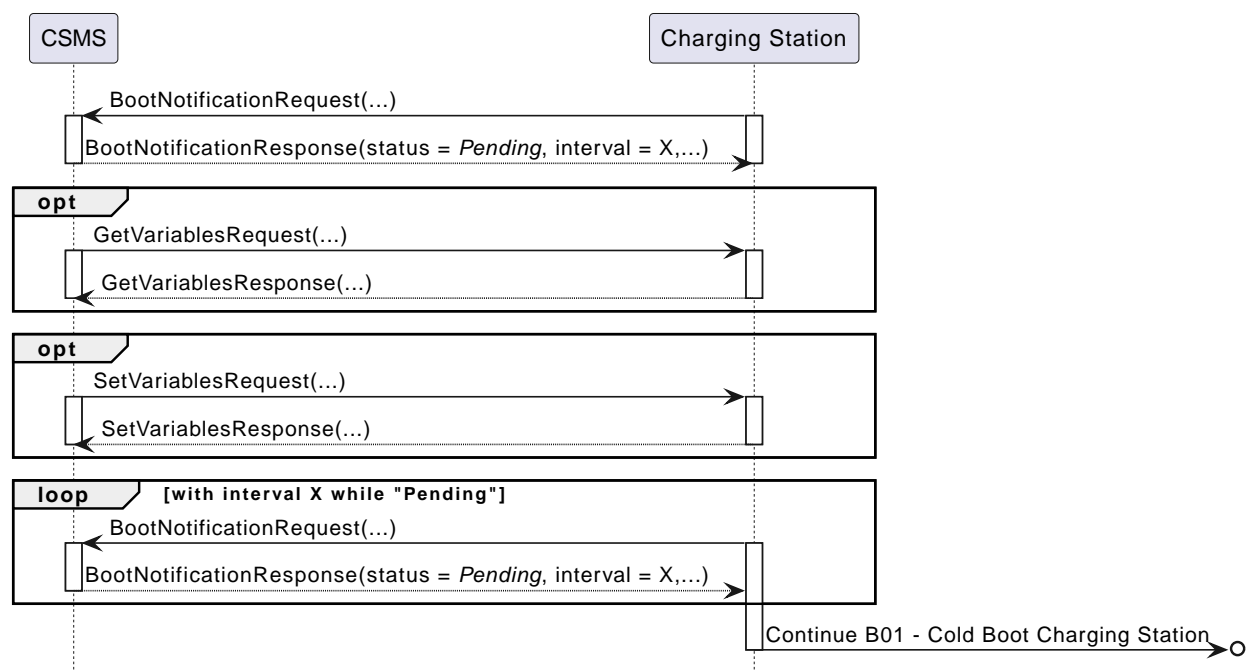 CSMS
Charging Station
BootNotificationRequest(...)
BootNotificationResponse(status = Pending, interval = X,...)
opt
GetVariablesRequest(...)
GetVariablesResponse(...)
opt
SetVariablesRequest(...)
SetVariablesResponse(...)
loop [with interval X while "Pending"]
BootNotificationRequest(...)
BootNotificationResponse(status = Pending, interval = X,...)
Continue B01 - Cold Boot Charging Station